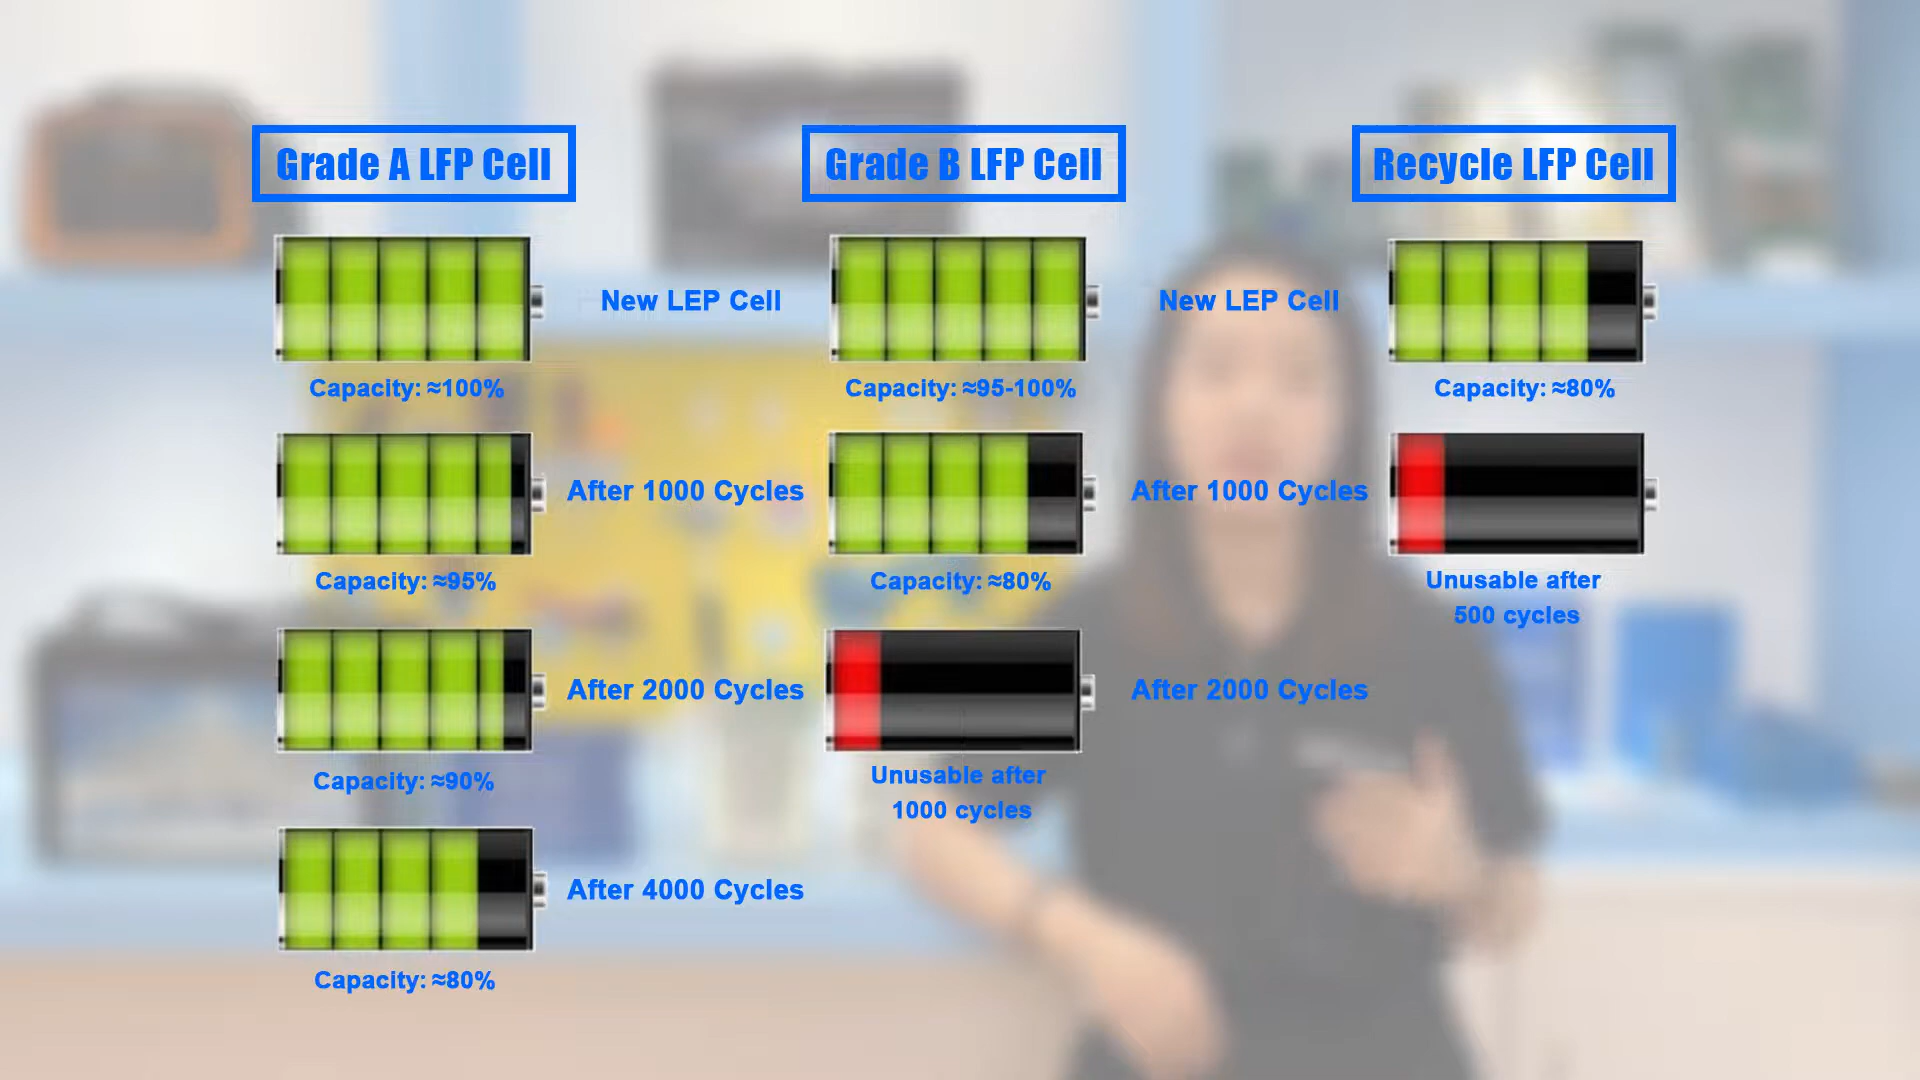 Grade A LFP Cell
Grade B LFP Cell
Recycle LFP Cell
New LEP Cell
New LEP Cell
Capacity: ≈100%
Capacity: ≈95-100%
Capacity: ≈80%
After 1000 Cycles
After 1000 Cycles
Capacity: ≈95%
Capacity: ≈80%
Unusable after
500 cycles
After 2000 Cycles
After 2000 Cycles
Capacity: ≈90%
Unusable after
1000 cycles
After 4000 Cycles
Capacity: ≈80%